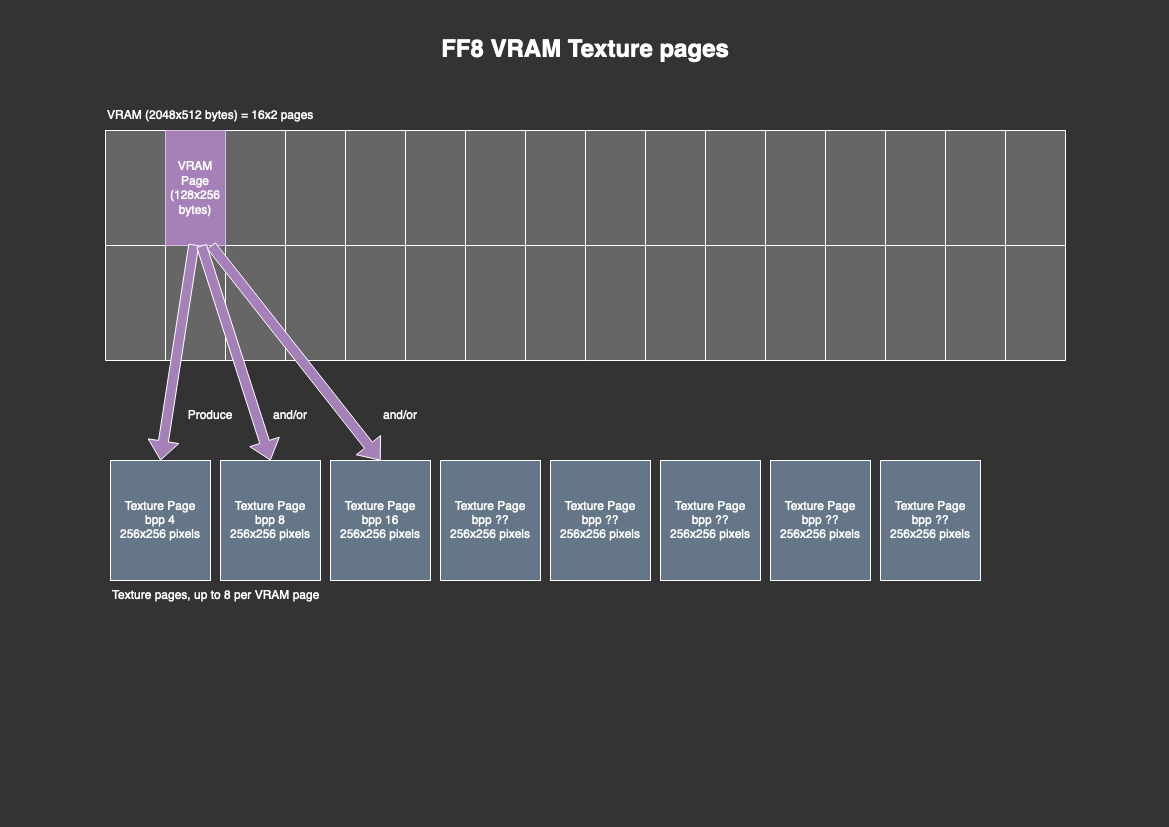 FF8 VRAM Texture pages
VRAM (2048x512 bytes) = 16x2 pages
VRAM
Page
(128x256
bytes)
Produce
and/or
and/or
Texture Page
bpp 4
256x256 pixels
Texture Page
bpp 8
256x256 pixels
Texture Page
bpp 16
256x256 pixels
Texture Page
bpp ??
256x256 pixels
Texture Page
bpp ??
256x256 pixels
Texture Page
bpp ??
256x256 pixels
Texture Page
bpp ??
256x256 pixels
Texture Page
bpp ??
256x256 pixels
Texture pages, up to 8 per VRAM page